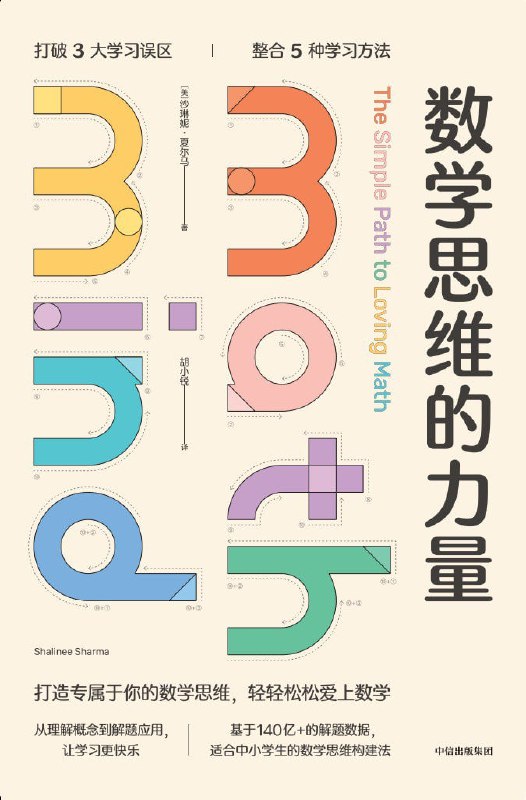 打破 3 大学习误区
整合 5 种学习方法
数学思维的力量
The Simple Path to Loving Math
math
mind
[美]沙琳妮·夏尔马 著
胡小锐 译
Shalinee Sharma
打造专属于你的数学思维，轻轻松松爱上数学
从理解概念到解题应用，
让学习更快乐
基于140亿+的解题数据，
适合中小学生的数学思维构建法
中信出版集团